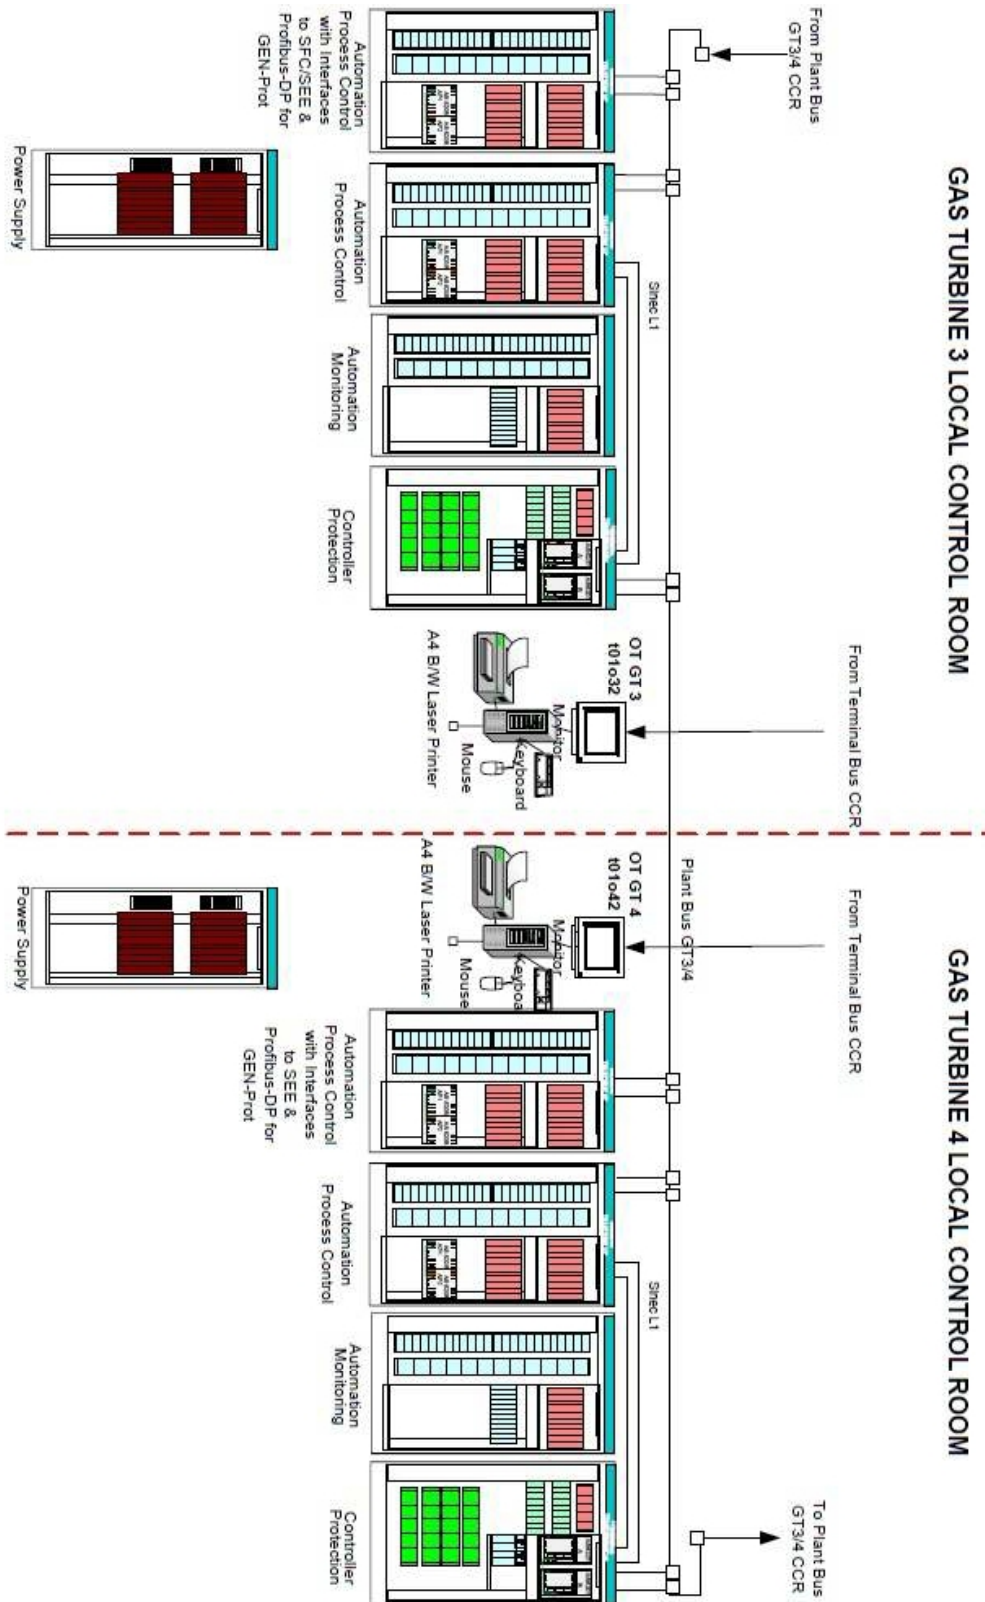 GAS TURBINE 3 LOCAL CONTROL ROOM
From Plant Bus
GT3/4 CCR
Sinec L1
From Terminal Bus CCR
Automation
Process Control
with Interfaces
to SFC/SEE &
Profibus-DP for
GEN-Prot
Automation
Process Control
Automation
Monitoring
Controller
Protection
OT GT 3
t01o32
Monitor
Keyboard
Mouse
A4 B/W Laser Printer
Power Supply
GAS TURBINE 4 LOCAL CONTROL ROOM
Plant Bus GT3/4
From Terminal Bus CCR
Sinec L1
To Plant Bus
GT3/4 CCR
OT GT 4
t01o42
Monitor
Keyboa
Mouse
A4 B/W Laser Printer
Automation
Process Control
with Interfaces
to SEE &
Profibus-DP for
GEN-Prot
Automation
Process Control
Automation
Monitoring
Controller
Protection
Power Supply